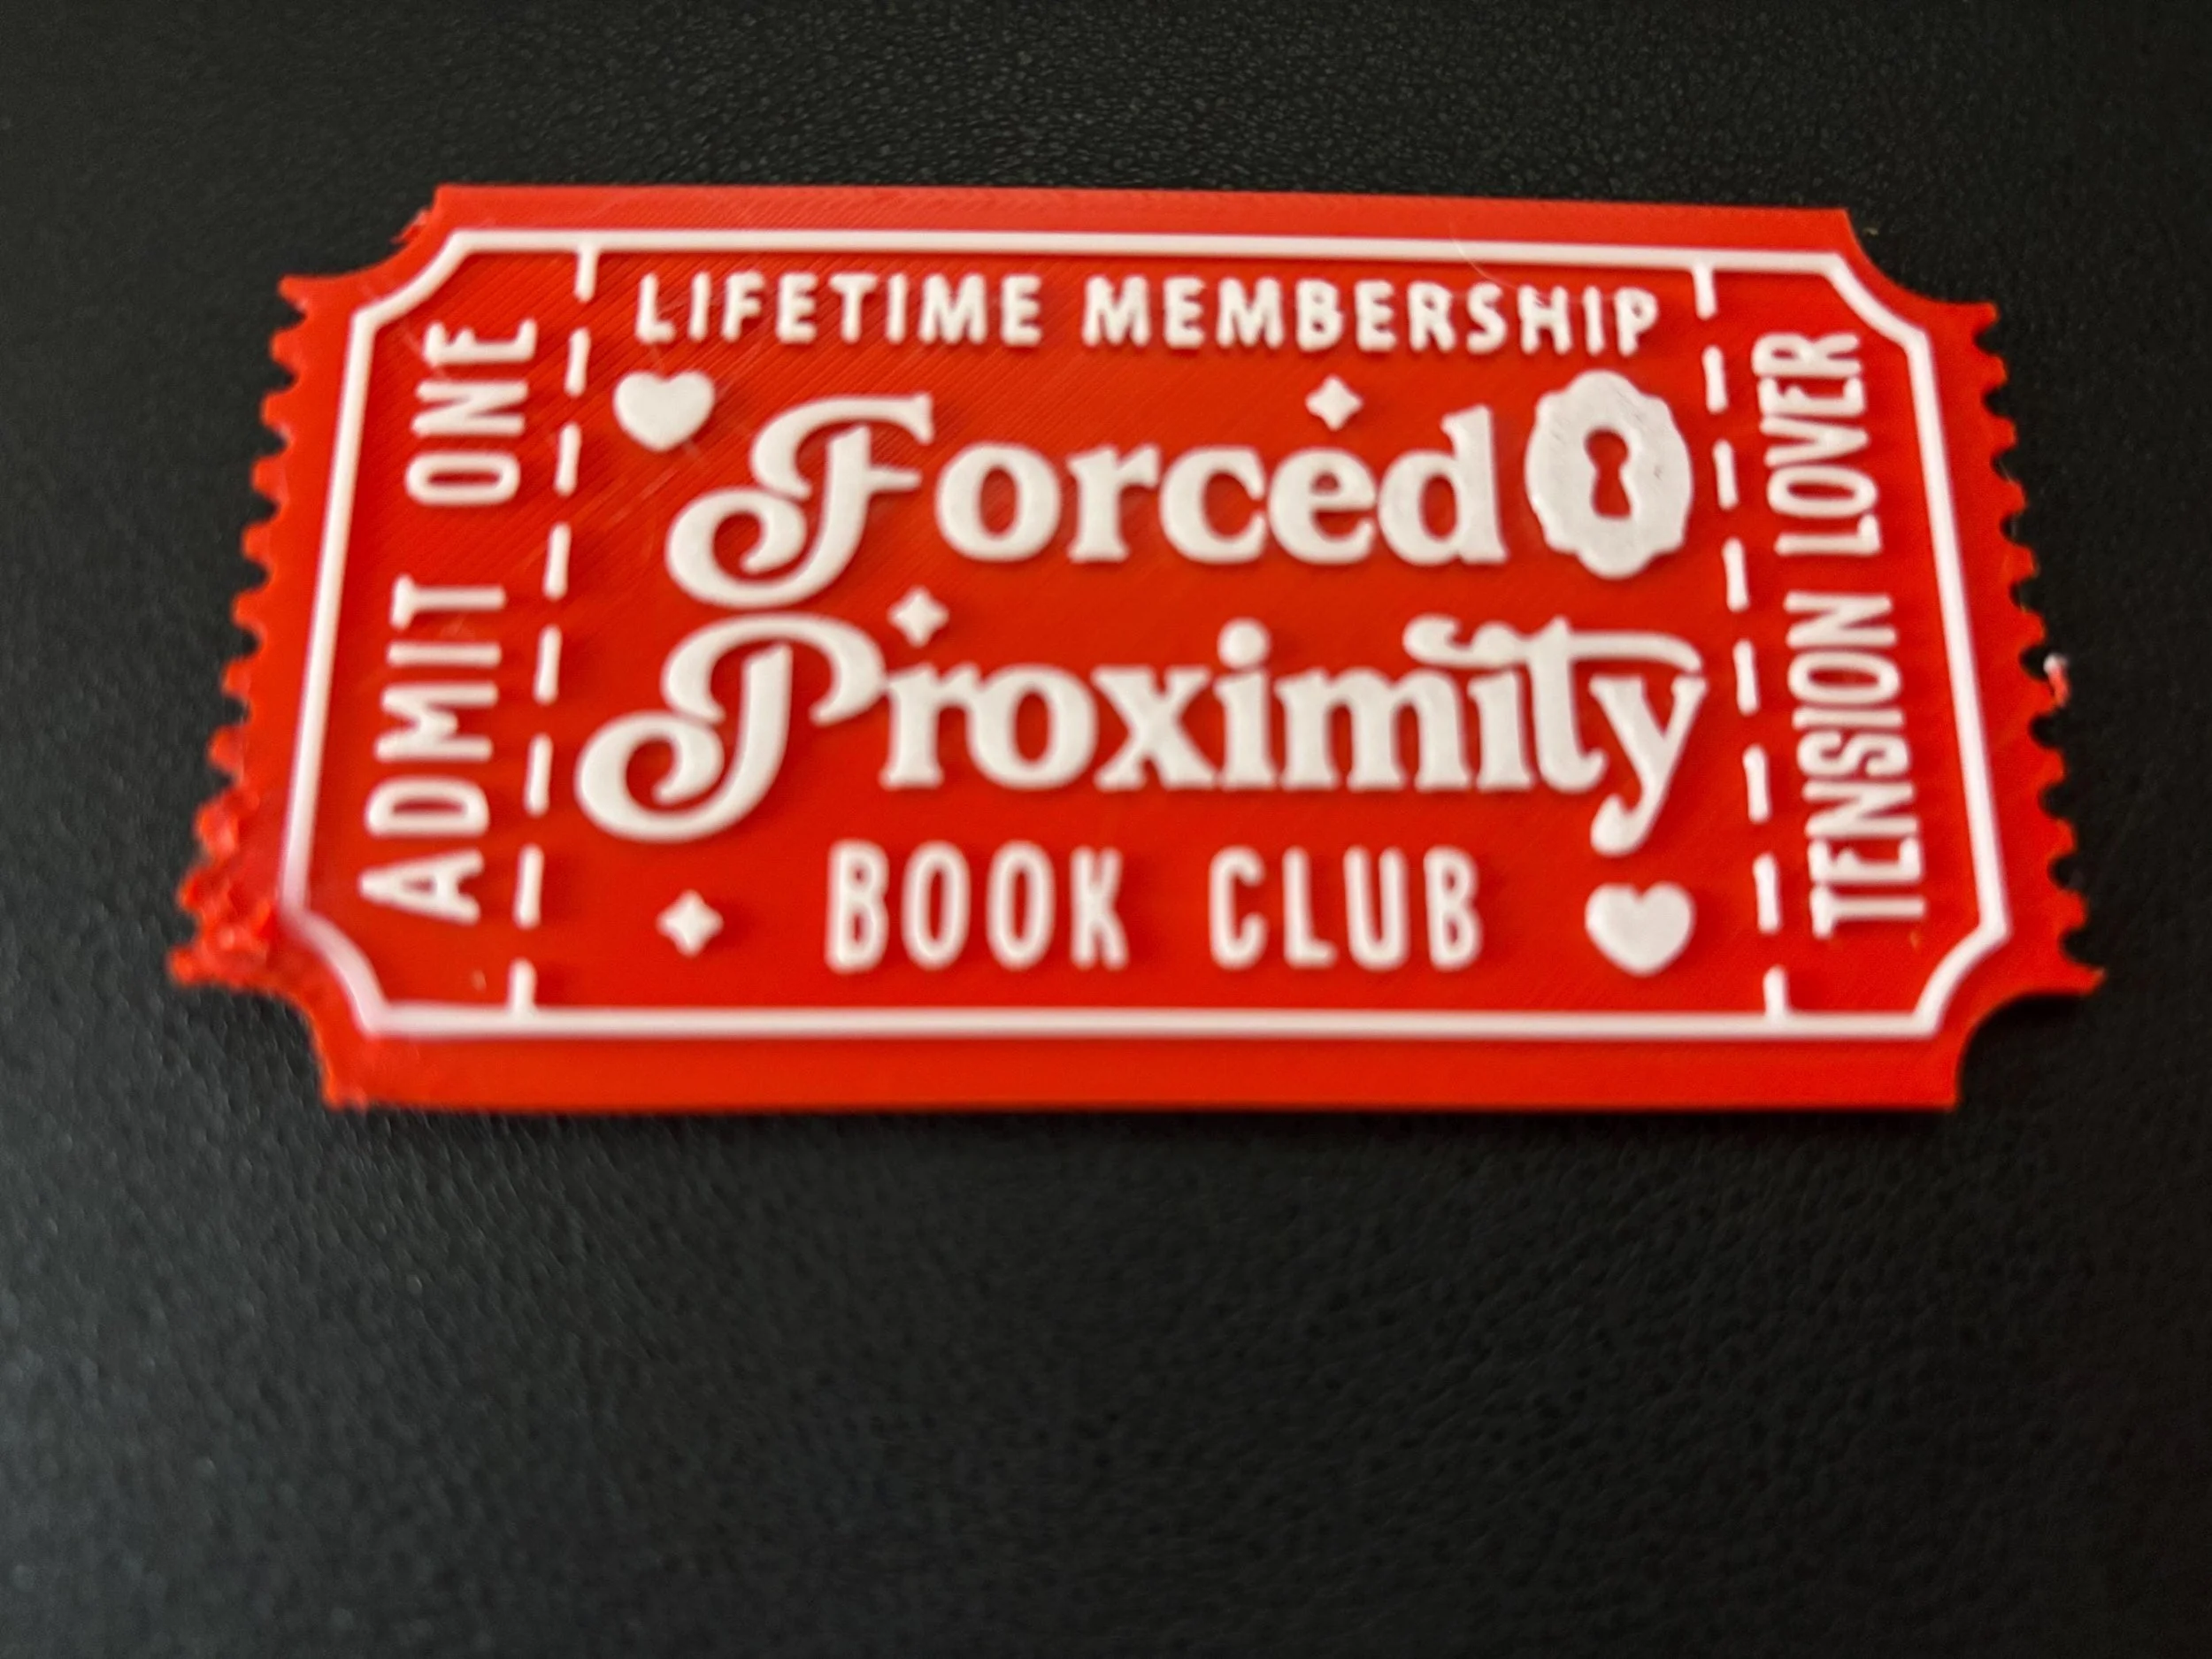 LIFETIME MEMBERSHIP
ADMIT ONE
Forced
Proximity
BOOK CLUB
TENSION LOVER